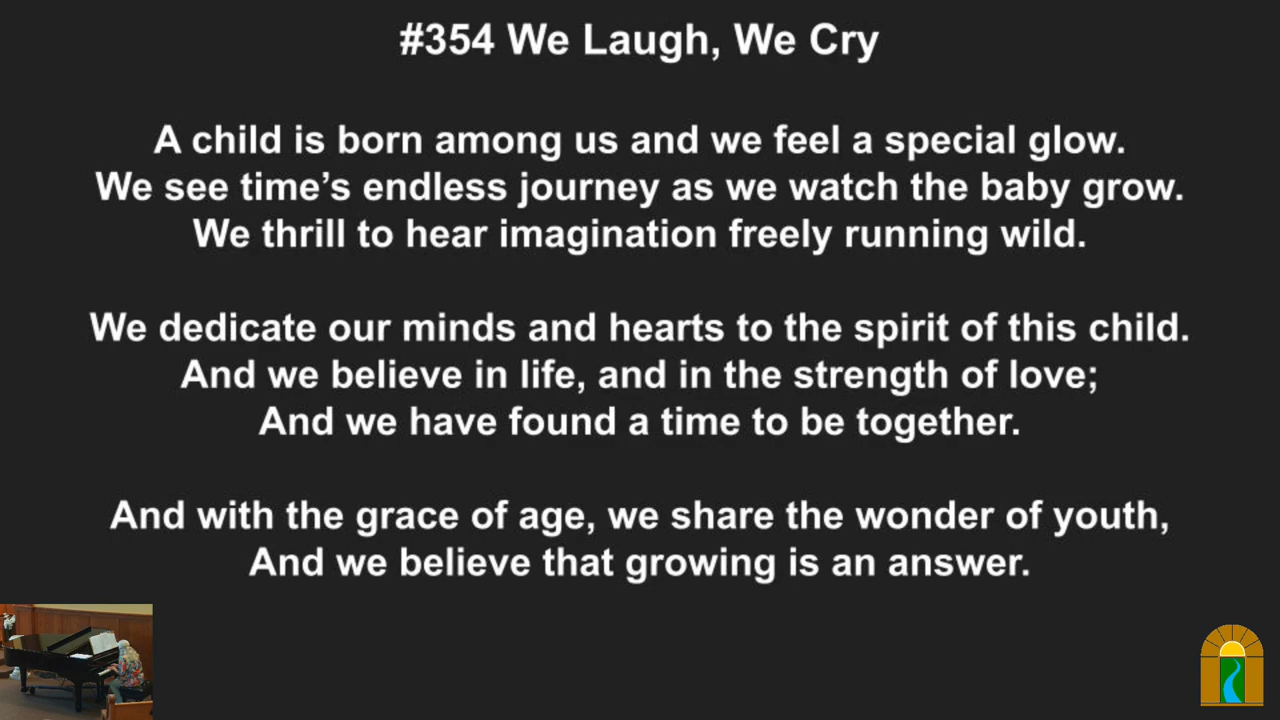 #354 We Laugh, We Cry
A child is born among us and we feel a special glow.
We see time’s endless journey as we watch the baby grow.
We thrill to hear imagination freely running wild.
We dedicate our minds and hearts to the spirit of this child.
And we believe in life, and in the strength of love;
And we have found a time to be together.
And with the grace of age, we share the wonder of youth,
And we believe that growing is an answer.